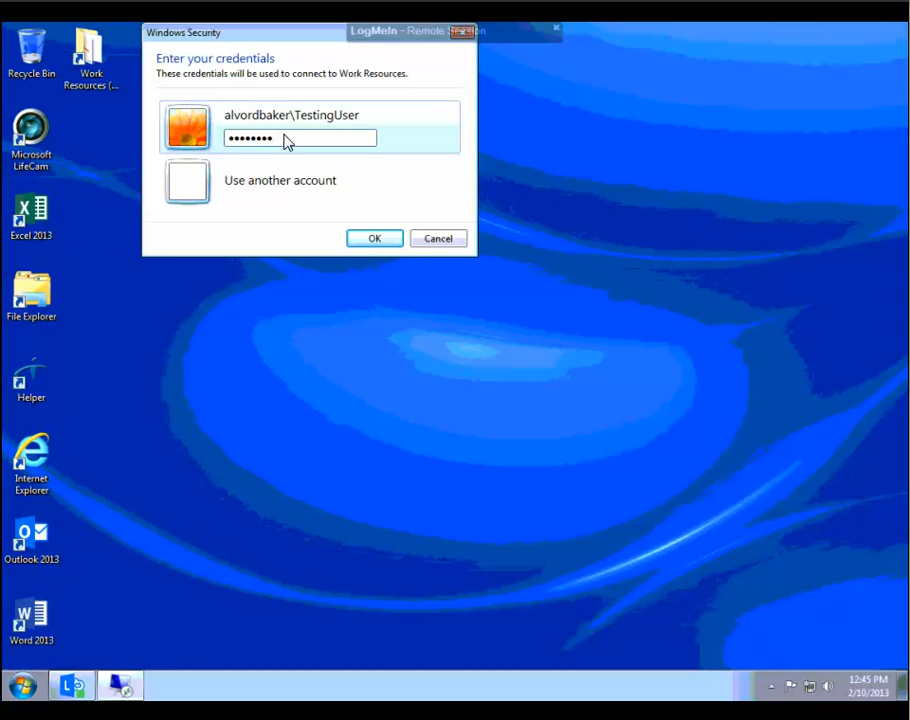 Windows Security
LogMeIn - Remote Session
Enter your credentials
These credentials will be used to connect to Work Resources.
alvordbaker\TestingUser
••••••••
Use another account
OK
Cancel
Recycle Bin
Work
Resources (...
Microsoft
LifeCam
Excel 2013
File Explorer
Helper
Internet
Explorer
Outlook 2013
Word 2013
12:45 PM
2/10/2013